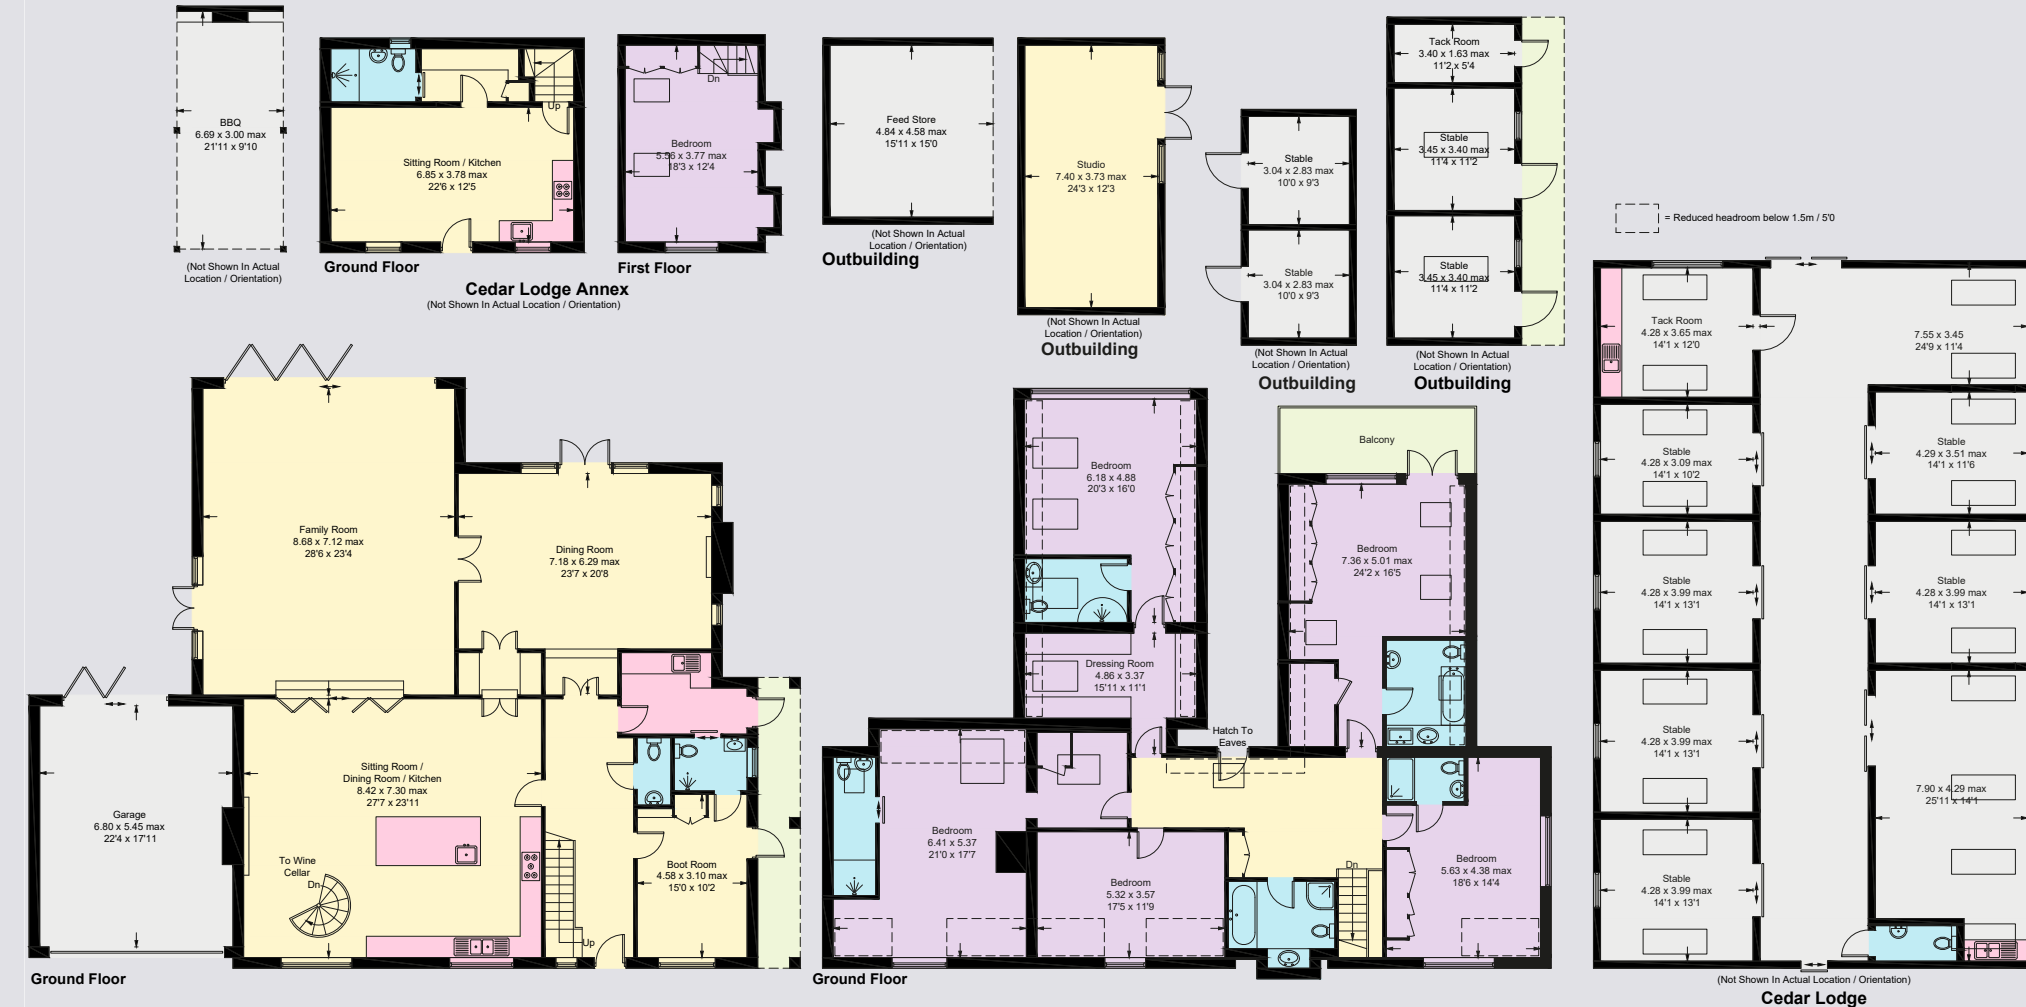 BBQ
6.69 x 3.00 max
21'11 x 9'10
(Not Shown In Actual
Location / Orientation)
Up
Sitting Room / Kitchen
6.85 x 3.78 max
22'6 x 12'5
Ground Floor
Dn
Bedroom
5.56 x 3.77 max
18'3 x 12'4
First Floor
Cedar Lodge Annex
(Not Shown In Actual Location / Orientation)
Feed Store
4.84 x 4.58 max
15'11 x 15'0
(Not Shown In Actual
Location / Orientation)
Outbuilding
Studio
7.40 x 3.73 max
24'3 x 12'3
(Not Shown In Actual
Location / Orientation)
Outbuilding
Stable
3.04 x 2.83 max
10'0 x 9'3
Stable
3.04 x 2.83 max
10'0 x 9'3
(Not Shown In Actual
Location / Orientation)
Outbuilding
Tack Room
3.40 x 1.63 max
11'2 x 5'4
Stable
3.45 x 3.40 max
11'4 x 11'2
Stable
3.45 x 3.40 max
11'4 x 11'2
(Not Shown In Actual
Location / Orientation)
Outbuilding
= Reduced headroom below 1.5m / 5'0
Family Room
8.68 x 7.12 max
28'6 x 23'4
Dining Room
7.18 x 6.29 max
23'7 x 20'8
Garage
6.80 x 5.45 max
22'4 x 17'11
Sitting Room /
Dining Room / Kitchen
8.42 x 7.30 max
27'7 x 23'11
To Wine
Cellar
Dn
Boot Room
4.58 x 3.10 max
15'0 x 10'2
Up
Ground Floor
Bedroom
6.18 x 4.88
20'3 x 16'0
Dressing Room
4.86 x 3.37
15'11 x 11'1
Balcony
Bedroom
7.36 x 5.01 max
24'2 x 16'5
Hatch To
Eaves
Bedroom
6.41 x 5.37
21'0 x 17'7
Bedroom
5.32 x 3.57
17'5 x 11'9
Dn
Bedroom
5.63 x 4.38 max
18'6 x 14'4
Ground Floor
Tack Room
4.28 x 3.65 max
14'1 x 12'0
7.55 x 3.45
24'9 x 11'4
Stable
4.28 x 3.09 max
14'1 x 10'2
Stable
4.29 x 3.51 max
14'1 x 11'6
Stable
4.28 x 3.99 max
14'1 x 13'1
Stable
4.28 x 3.99 max
14'1 x 13'1
Stable
4.28 x 3.99 max
14'1 x 13'1
7.90 x 4.29 max
25'11 x 14'1
Stable
4.28 x 3.99 max
14'1 x 13'1
(Not Shown In Actual Location / Orientation)
Cedar Lodge